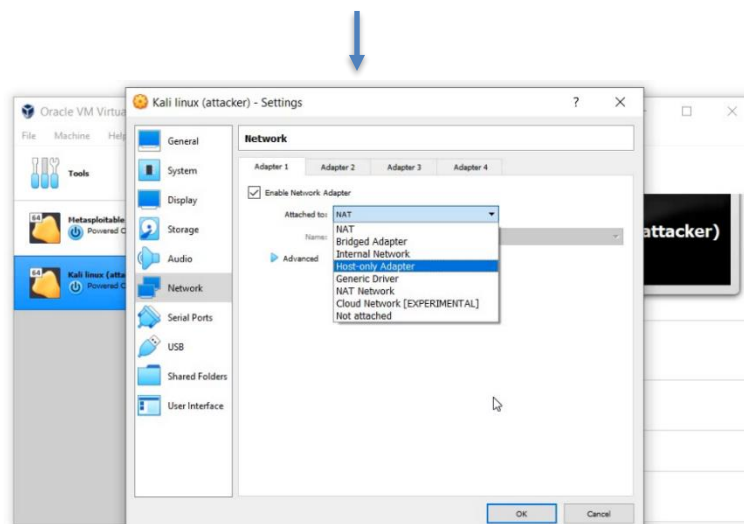 Kali linux (attacker) - Settings
? ×
Oracle VM Virtua
File Machine Help
Tools
64
Metasploitable
Powered O
64
Kali linux (atta
Powered O
General
System
Display
Storage
Audio
Network
Serial Ports
USB
Shared Folders
User Interface
Network
Adapter 1 Adapter 2 Adapter 3 Adapter 4
Enable Network Adapter
Attached to: NAT
Name:
Advanced
NAT
Bridged Adapter
Internal Network
Host-only Adapter
Generic Driver
NAT Network
Cloud Network [EXPERIMENTAL]
Not attached
attacker)
OK Cancel